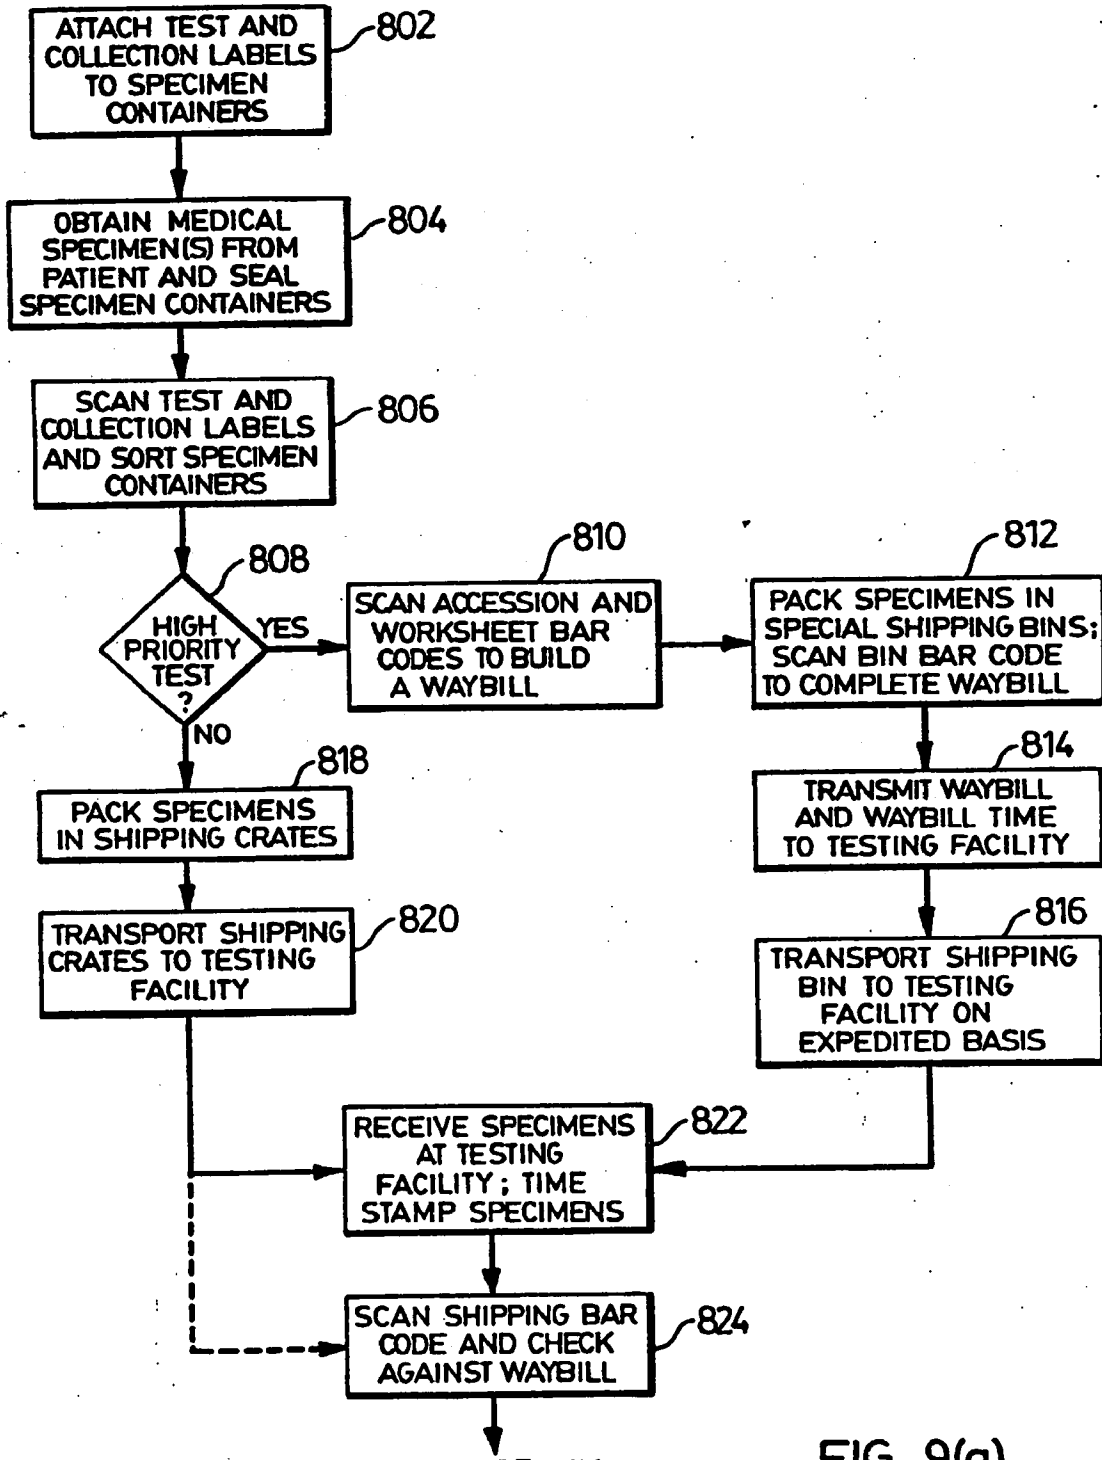 ATTACH TEST AND
COLLECTION LABELS
TO SPECIMEN
CONTAINERS
802
OBTAIN MEDICAL
SPECIMEN(S) FROM
PATIENT AND SEAL
SPECIMEN CONTAINERS
804
SCAN TEST AND
COLLECTION LABELS
AND SORT SPECIMEN
CONTAINERS
806
808
HIGH
PRIORITY
TEST
?
YES
NO
810
SCAN ACCESSION AND
WORKSHEET BAR
CODES TO BUILD
A WAYBILL
812
PACK SPECIMENS IN
SPECIAL SHIPPING BINS;
SCAN BIN BAR CODE
TO COMPLETE WAYBILL
814
TRANSMIT WAYBILL
AND WAYBILL TIME
TO TESTING FACILITY
816
TRANSPORT SHIPPING
BIN TO TESTING
FACILITY ON
EXPEDITED BASIS
818
PACK SPECIMENS
IN SHIPPING CRATES
820
TRANSPORT SHIPPING
CRATES TO TESTING
FACILITY
822
RECEIVE SPECIMENS
AT TESTING
FACILITY; TIME
STAMP SPECIMENS
824
SCAN SHIPPING BAR
CODE AND CHECK
AGAINST WAYBILL
FIG. 9(a)